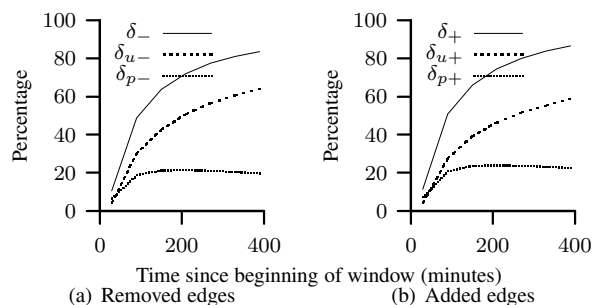 100
80
60
40
20
0
Percentage
δ−
δu−
δp−
0 200 400
100
80
60
40
20
0
Percentage
δ+
δu+
δp+
0 200 400
Time since beginning of window (minutes)
(a) Removed edges
(b) Added edges